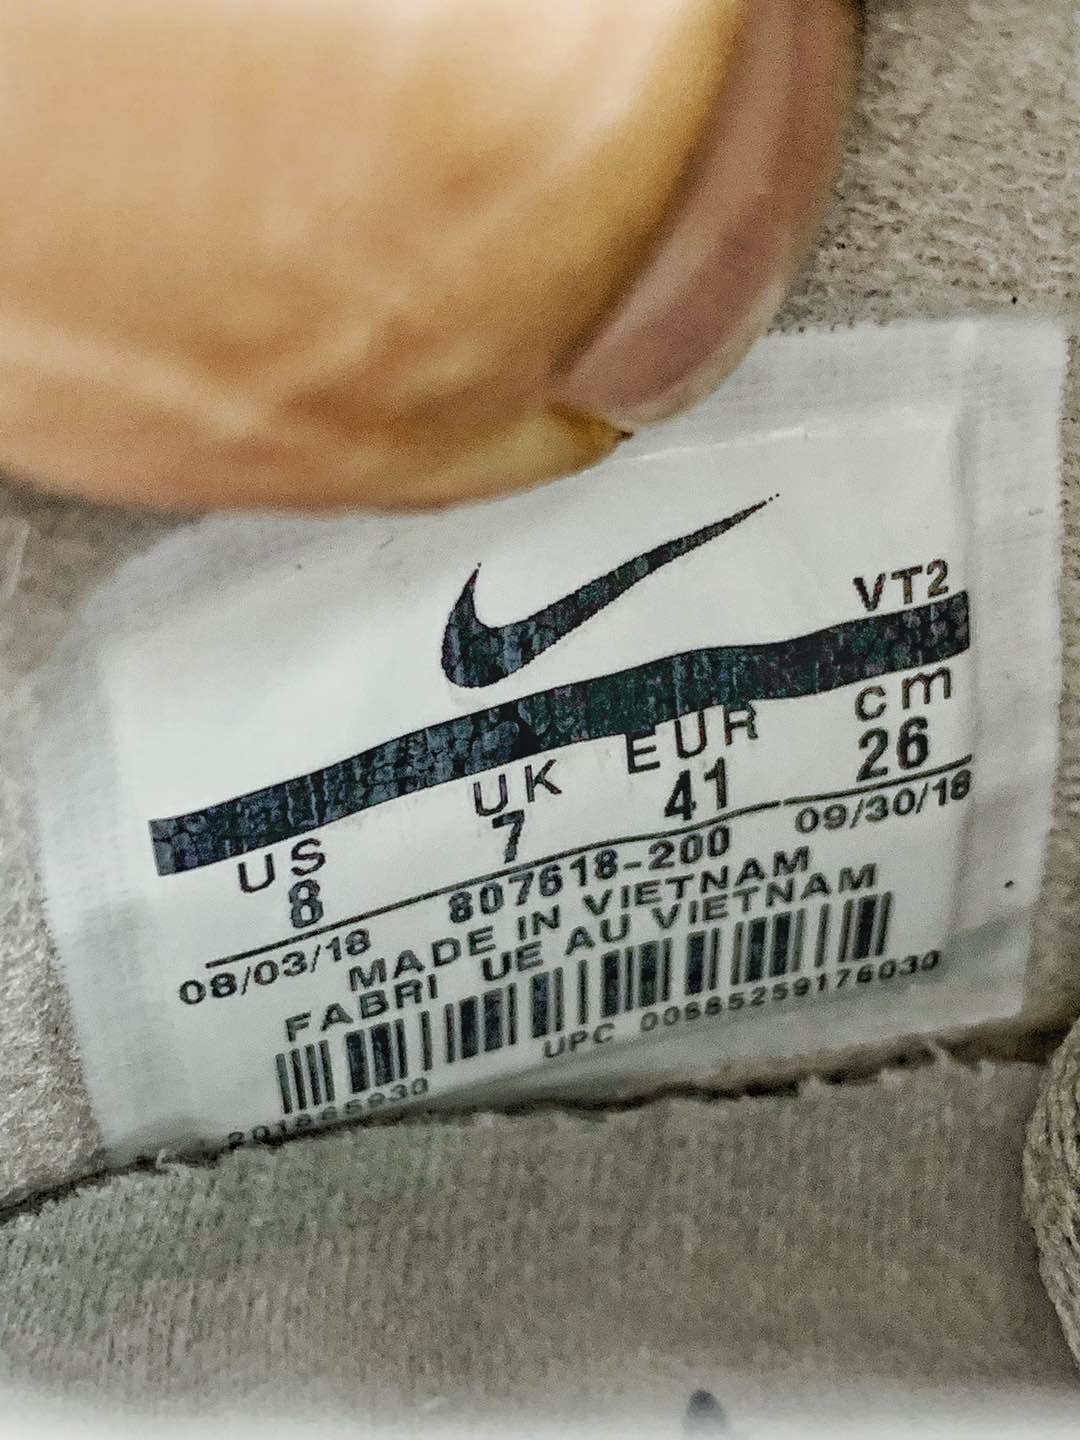 VT2
US UK EUR cm
8 7 41 26
08/03/18 807618-200 09/30/18
MADE IN VIETNAM
FABRI UE AU VIETNAM
UPC